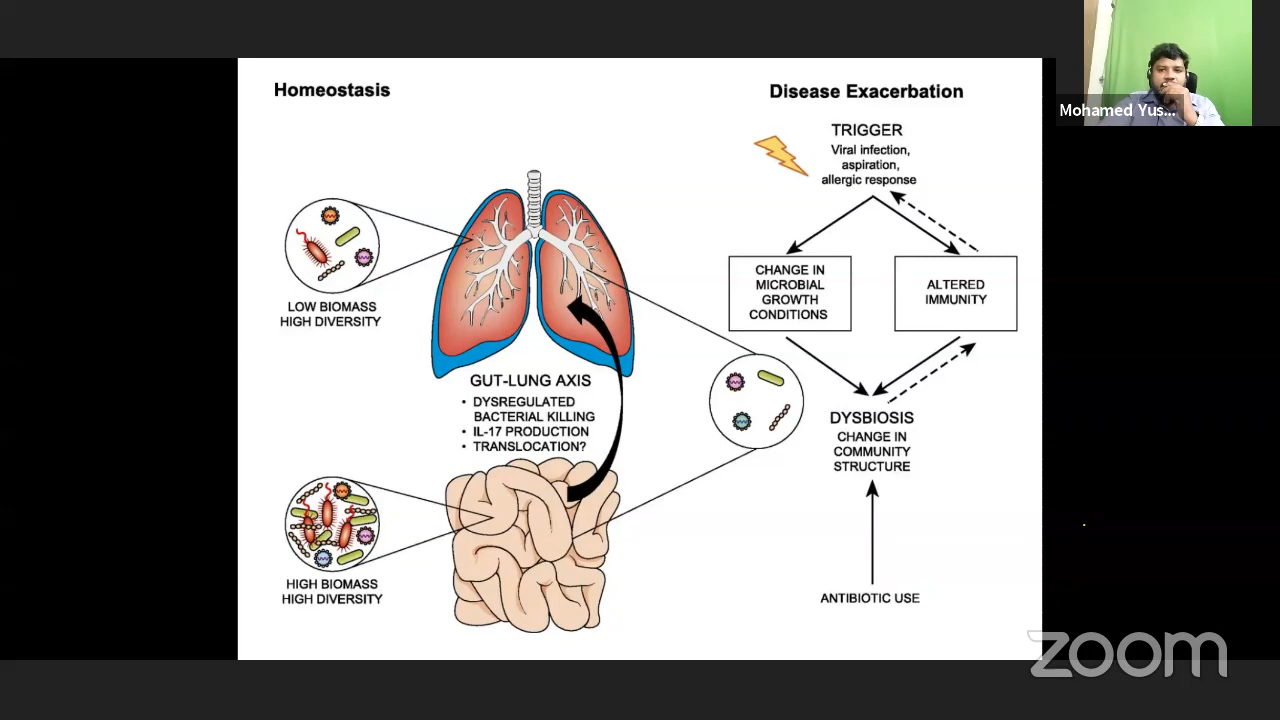 Homeostasis
Disease Exacerbation
TRIGGER
Viral infection,
aspiration,
allergic response
CHANGE IN
MICROBIAL
GROWTH
CONDITIONS
ALTERED
IMMUNITY
LOW BIOMASS
HIGH DIVERSITY
GUT-LUNG AXIS
• DYSREGULATED
BACTERIAL KILLING
• IL-17 PRODUCTION
• TRANSLOCATION?
DYSBIOSIS
CHANGE IN
COMMUNITY
STRUCTURE
HIGH BIOMASS
HIGH DIVERSITY
ANTIBIOTIC USE
Mohamed Yus...
zoom